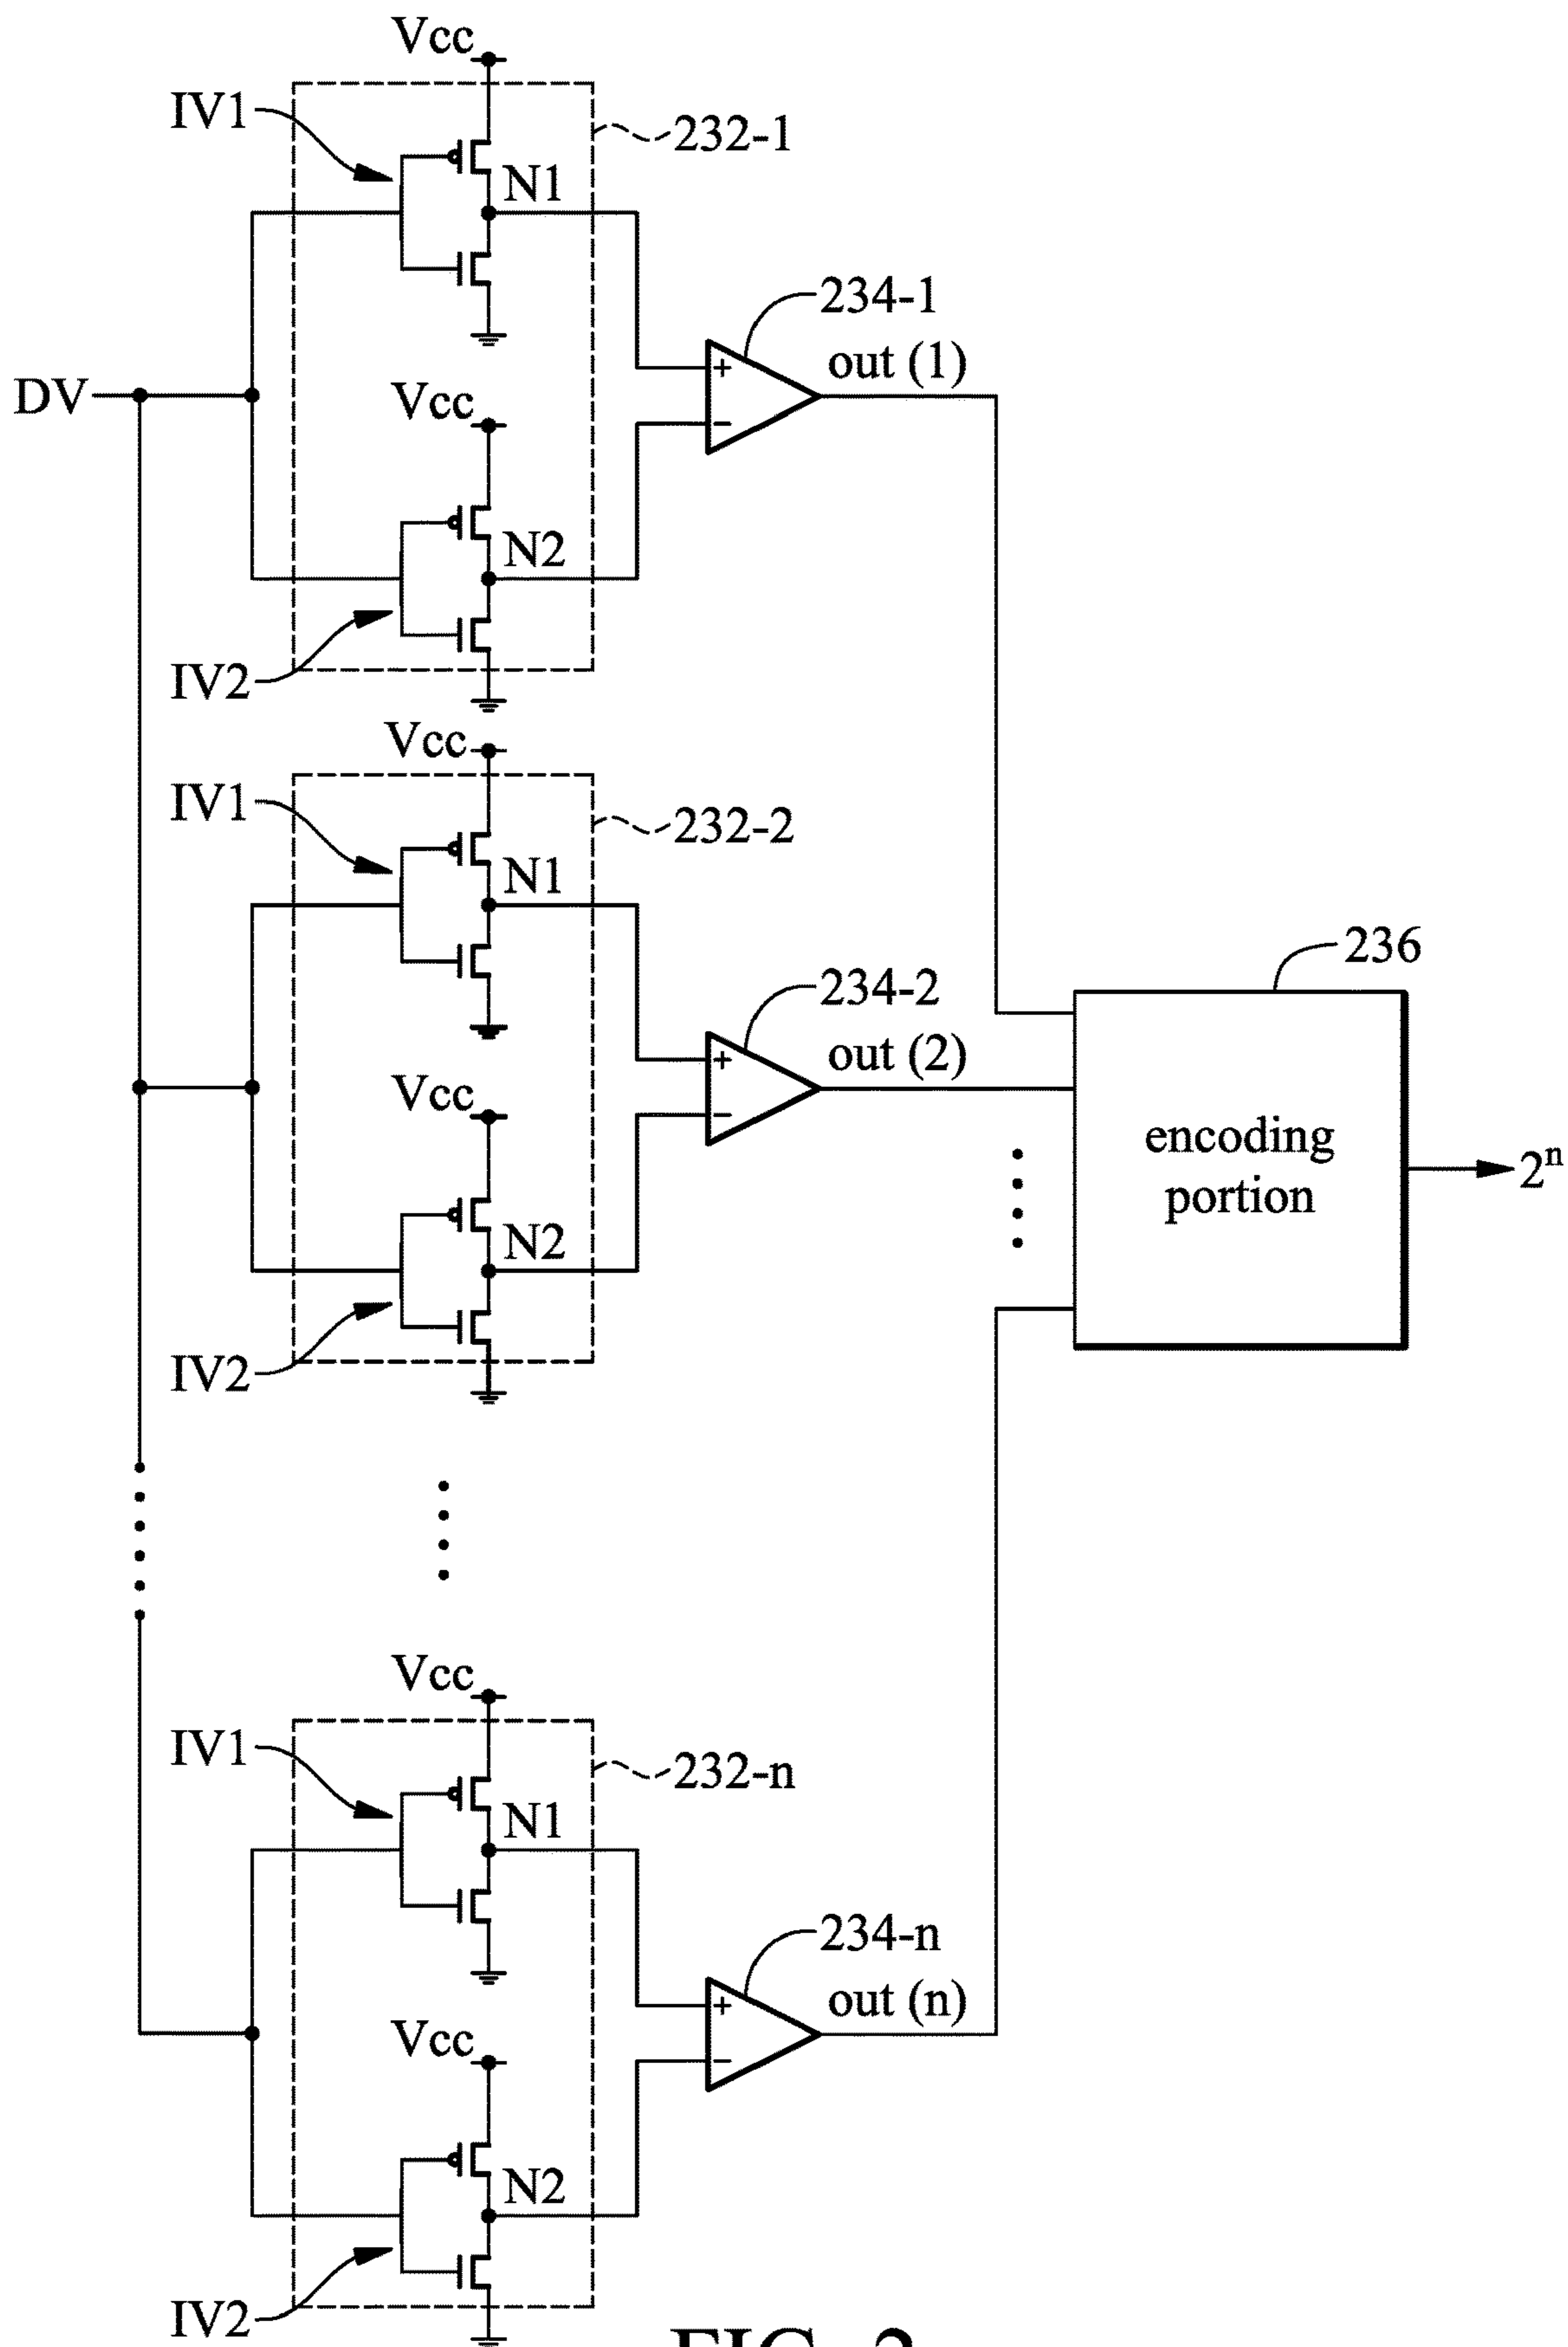 Vcc
IV1
232-1
N1
234-1
out (1)
DV
Vcc
N2
IV2
Vcc
IV1
232-2
N1
236
234-2
out (2)
Vcc
encoding
portion
2ⁿ
N2
IV2
Vcc
IV1
232-n
N1
234-n
out (n)
Vcc
N2
IV2